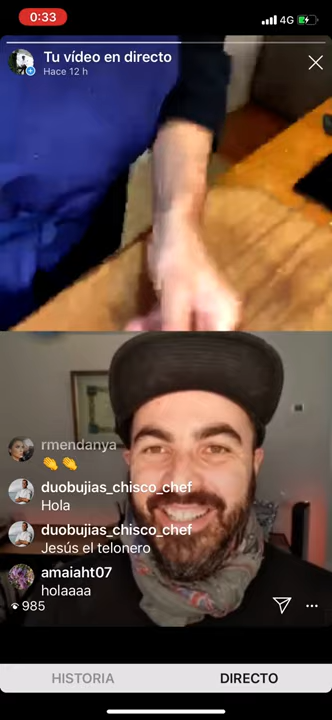 0:33
4G
Tu vídeo en directo
Hace 12 h
rmendanya
👏👏
duobujias_chisco_chef
Hola
duobujias_chisco_chef
Jesús el telonero
amaiaht07
holaaaa
985
HISTORIA
DIRECTO